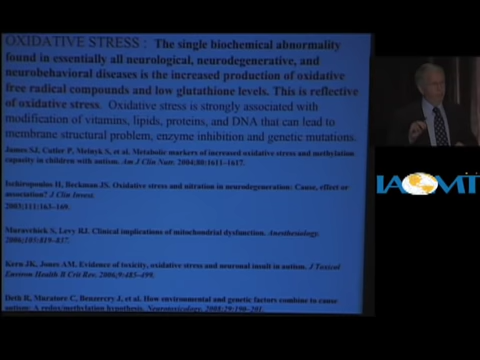 OXIDATIVE STRESS : The single biochemical abnormality
found in essentially all neurological, neurodegenerative, and
neurobehavioral diseases is the increased production of oxidative
free radical compounds and low glutathione levels. This is reflective
of oxidative stress. Oxidative stress is strongly associated with
modification of vitamins, lipids, proteins, and DNA that can lead to
membrane structural problem, enzyme inhibition and genetic mutations.
James SJ, Cutler P, Melnyk S, et al. Metabolic markers of increased oxidative stress and methylation
capacity in children with autism. Am J Clin Nutr. 2004;80:1611-1617.
Ischiropoulos H, Beckman JS. Oxidative stress and nitration in neurodegeneration: Cause, effect or
association? J Clin Invest.
2003;111:163-169.
Muravchick S, Levy RJ. Clinical implications of mitochondrial dysfunction. Anesthesiology.
2006;105:819-837.
Kern JK, Jones AM. Evidence of toxicity, oxidative stress and neuronal insult in autism. J Toxicol
Environ Health B Crit Rev. 2006;9:485-499.
Deth R, Muratore C, Benzecry J, et al. How environmental and genetic factors combine to cause
autism: A redox/methylation hypothesis. Neurotoxicology. 2008;29:190-201.
IAOMT